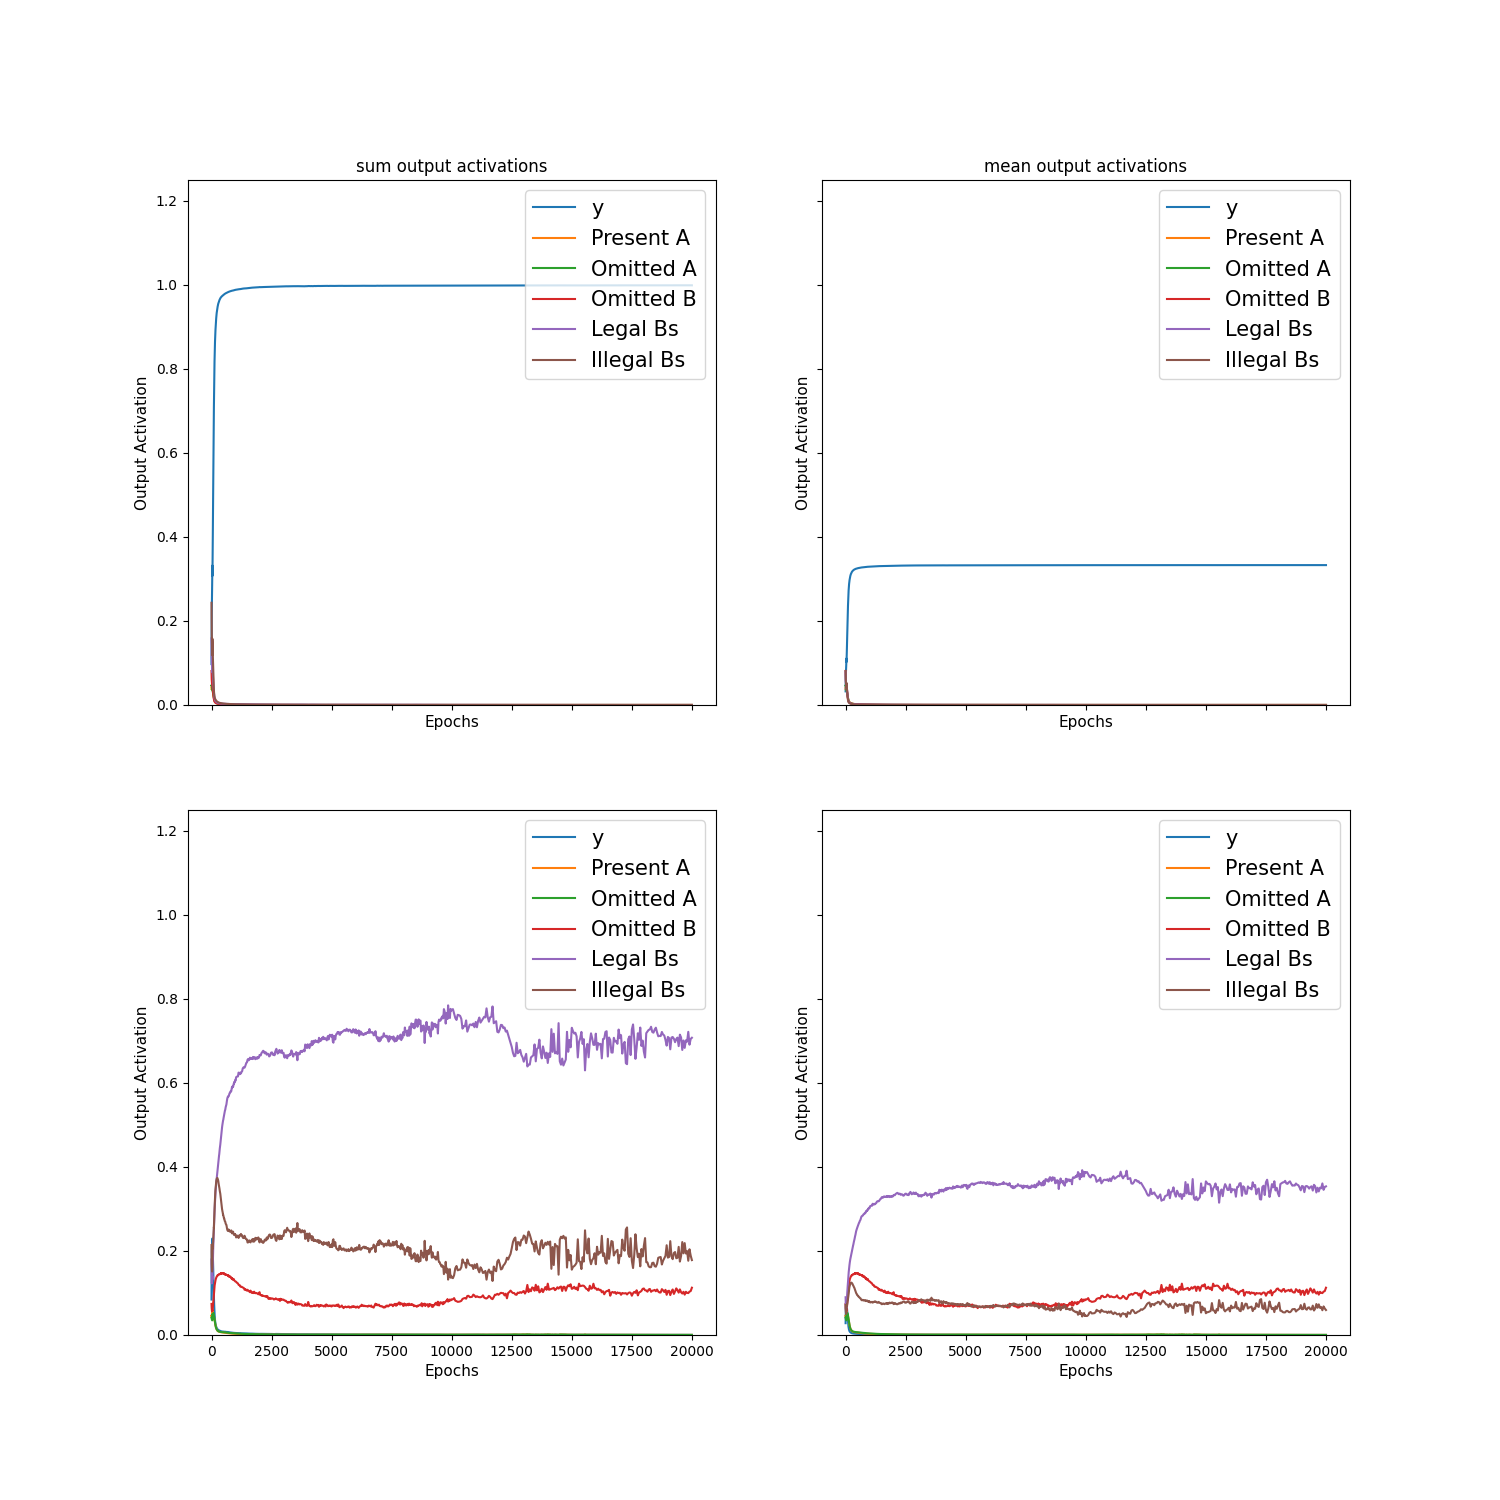 sum output activations
1.2
1.0
0.8
0.6
0.4
0.2
0.0
Output Activation
Epochs
y
Present A
Omitted A
Omitted B
Legal Bs
Illegal Bs
mean output activations
Output Activation
Epochs
y
Present A
Omitted A
Omitted B
Legal Bs
Illegal Bs
1.2
1.0
0.8
0.6
0.4
0.2
0.0
Output Activation
0 2500 5000 7500 10000 12500 15000 17500 20000
Epochs
y
Present A
Omitted A
Omitted B
Legal Bs
Illegal Bs
Output Activation
0 2500 5000 7500 10000 12500 15000 17500 20000
Epochs
y
Present A
Omitted A
Omitted B
Legal Bs
Illegal Bs